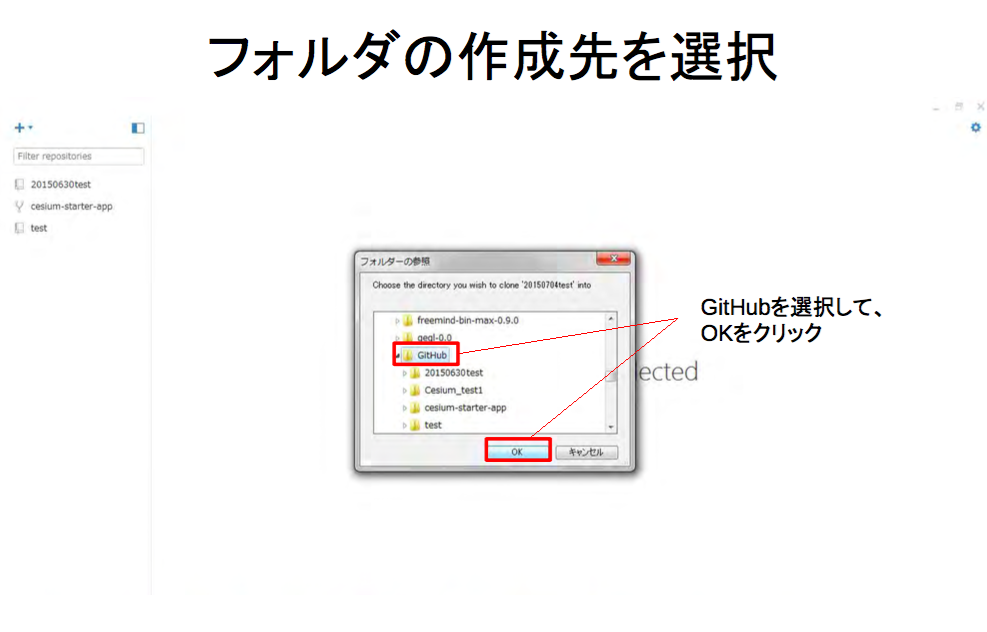 フォルダの作成先を選択
Filter repositories
20150630test
cesium-starter-app
test
フォルダーの参照
Choose the directory you wish to clone '20150704test' into
freemind-bin-max-0.9.0
gegl-0.0
GitHub
20150630test
Cesium_test1
cesium-starter-app
test
OK
キャンセル
GitHubを選択して、
OKをクリック
ected